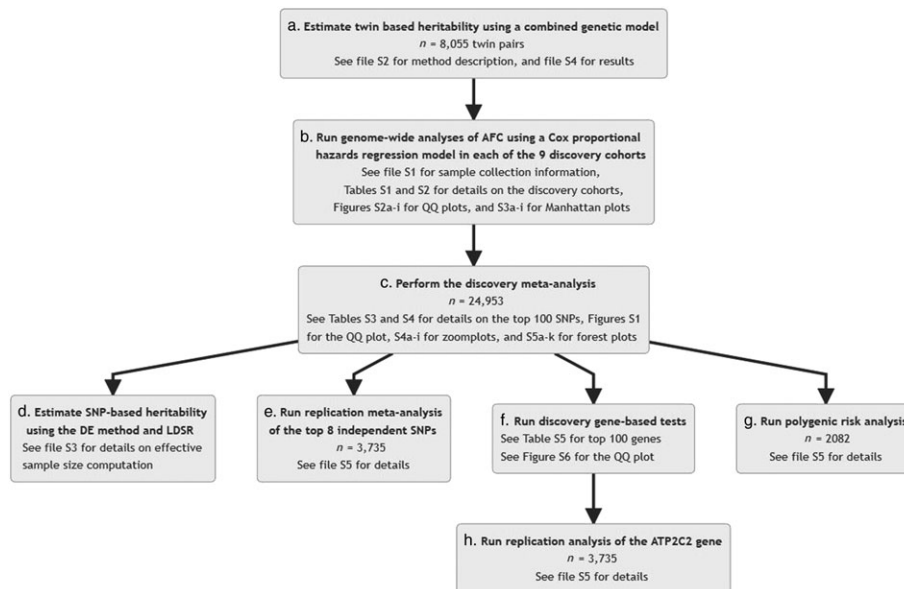 a. Estimate twin based heritability using a combined genetic model
n = 8,055 twin pairs
See file S2 for method description, and file S4 for results
b. Run genome-wide analyses of AFC using a Cox proportional
hazards regression model in each of the 9 discovery cohorts
See file S1 for sample collection information,
Tables S1 and S2 for details on the discovery cohorts,
Figures S2a-i for QQ plots, and S3a-i for Manhattan plots
c. Perform the discovery meta-analysis
n = 24,953
See Tables S3 and S4 for details on the top 100 SNPs, Figures S1
for the QQ plot, S4a-i for zoomplots, and S5a-k for forest plots
d. Estimate SNP-based heritability
using the DE method and LDSR
See file S3 for details on effective
sample size computation
e. Run replication meta-analysis
of the top 8 independent SNPs
n = 3,735
See file S5 for details
f. Run discovery gene-based tests
See Table S5 for top 100 genes
See Figure S6 for the QQ plot
g. Run polygenic risk analysis
n = 2082
See file S5 for details
h. Run replication analysis of the ATP2C2 gene
n = 3,735
See file S5 for details